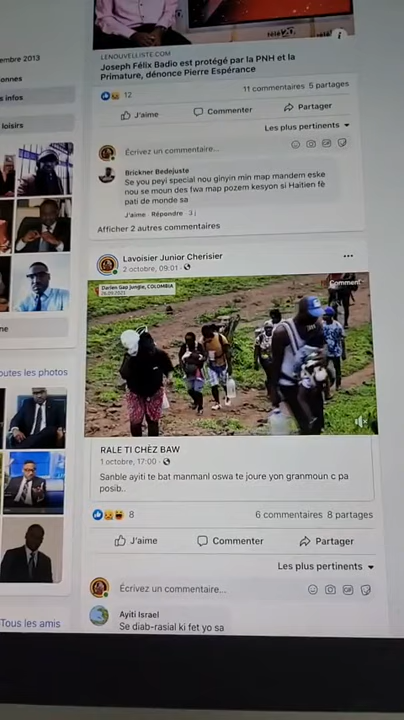 embre 2013
onnes
s infos
loisirs
ne
outes les photos
Tous les amis
LENOUVELLISTE.COM
Joseph Félix Badio est protégé par la PNH et la
Primature, dénonce Pierre Espérance
12
11 commentaires 5 partages
J'aime
Commenter
Partager
Les plus pertinents
Écrivez un commentaire...
Brickner Bedejuste
Se you peyi special nou ginyin min map mandem eske
nou se moun des fwa map pozem kesyon si Haitien fè
pati de monde sa
J'aime · Répondre · 3 j
Afficher 2 autres commentaires
Lavoisier Junior Cherisier
2 octobre, 09:01 ·
Darien Gap jungle, COLOMBIA
Comment
RALE TI CHÈZ BAW
1 octobre, 17:00 ·
Sanble ayiti te bat manmanl oswa te joure yon granmoun c pa
posib..
8
6 commentaires 8 partages
J'aime
Commenter
Partager
Les plus pertinents
Écrivez un commentaire...
Ayiti Israel
Se diab-rasial ki fet yo sa